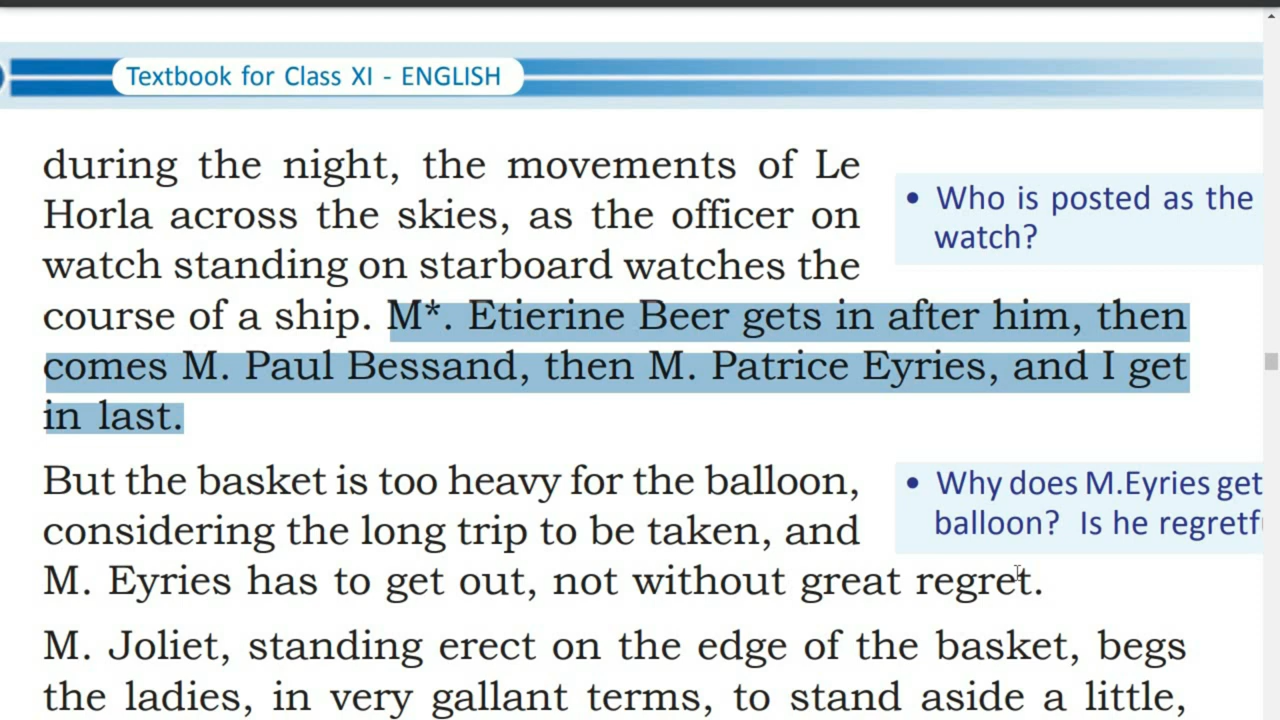 Textbook for Class XI - ENGLISH
during the night, the movements of Le
Horla across the skies, as the officer on
watch standing on starboard watches the
course of a ship. M*. Etierine Beer gets in after him, then
comes M. Paul Bessand, then M. Patrice Eyries, and I get
in last.
• Who is posted as the
watch?
But the basket is too heavy for the balloon,
considering the long trip to be taken, and
M. Eyries has to get out, not without great regret.
• Why does M.Eyries get
balloon? Is he regretf
M. Joliet, standing erect on the edge of the basket, begs
the ladies, in very gallant terms, to stand aside a little,